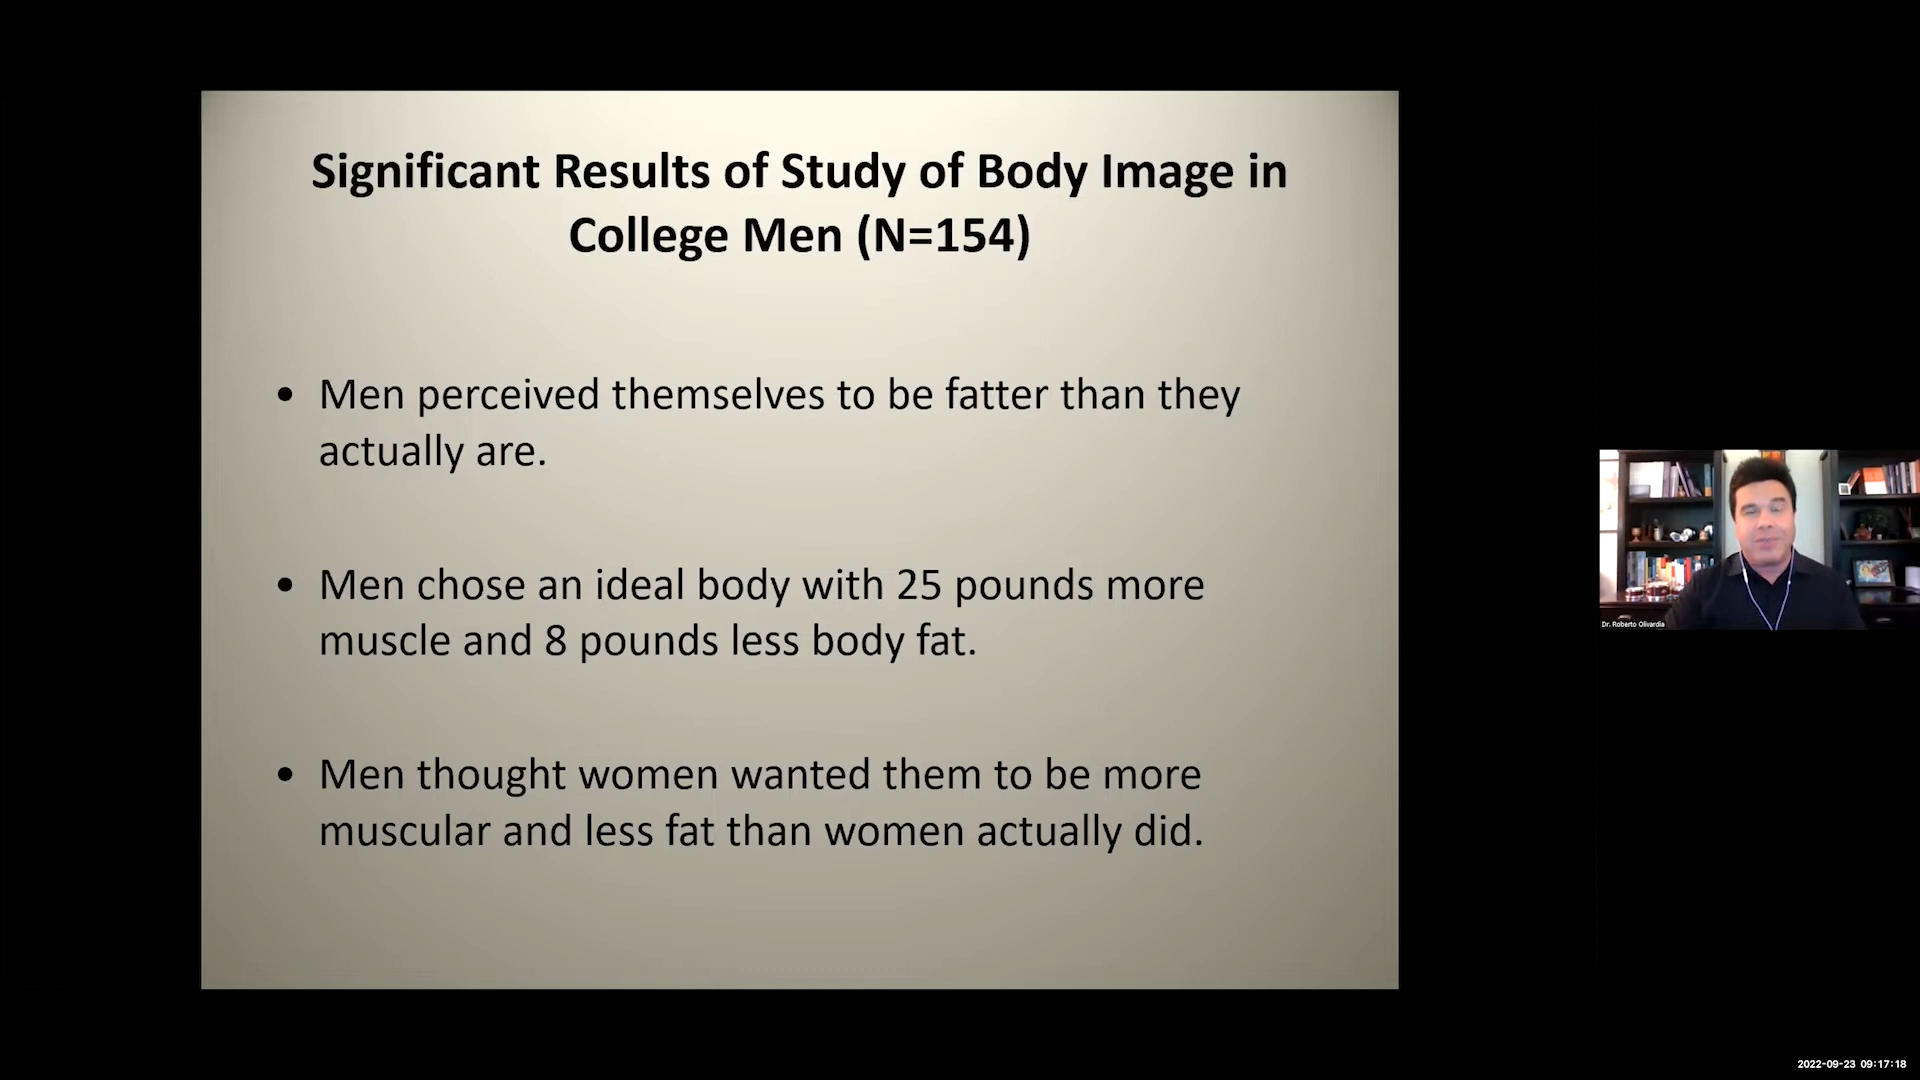 Significant Results of Study of Body Image in
College Men (N=154)
• Men perceived themselves to be fatter than they
actually are.
• Men chose an ideal body with 25 pounds more
muscle and 8 pounds less body fat.
• Men thought women wanted them to be more
muscular and less fat than women actually did.
Dr. Roberto Olivardia
2022-09-23 09:17:18